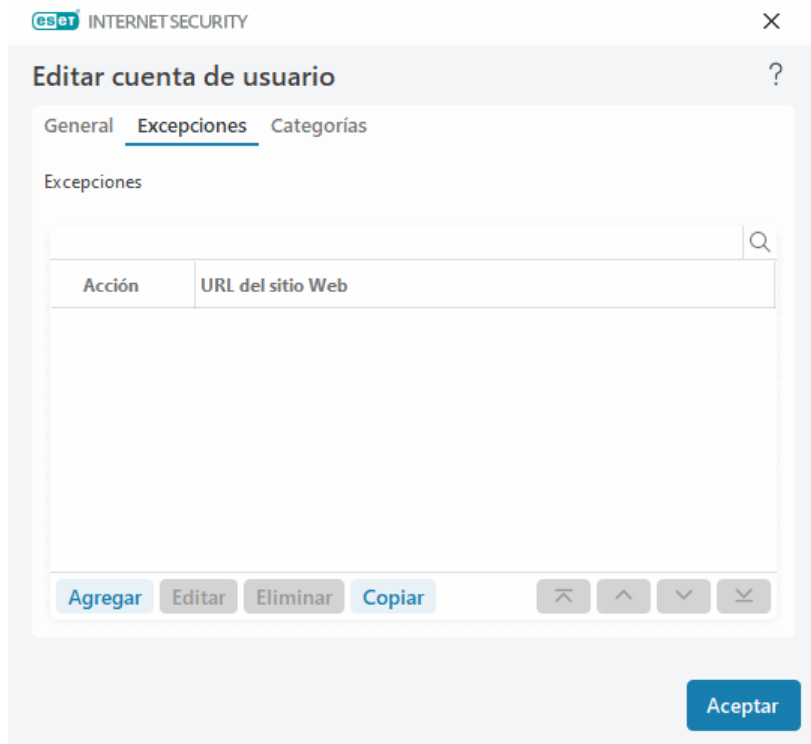 eset INTERNET SECURITY
Editar cuenta de usuario ?
General Excepciones Categorías
Excepciones
Acción URL del sitio Web
Agregar Editar Eliminar Copiar
Aceptar